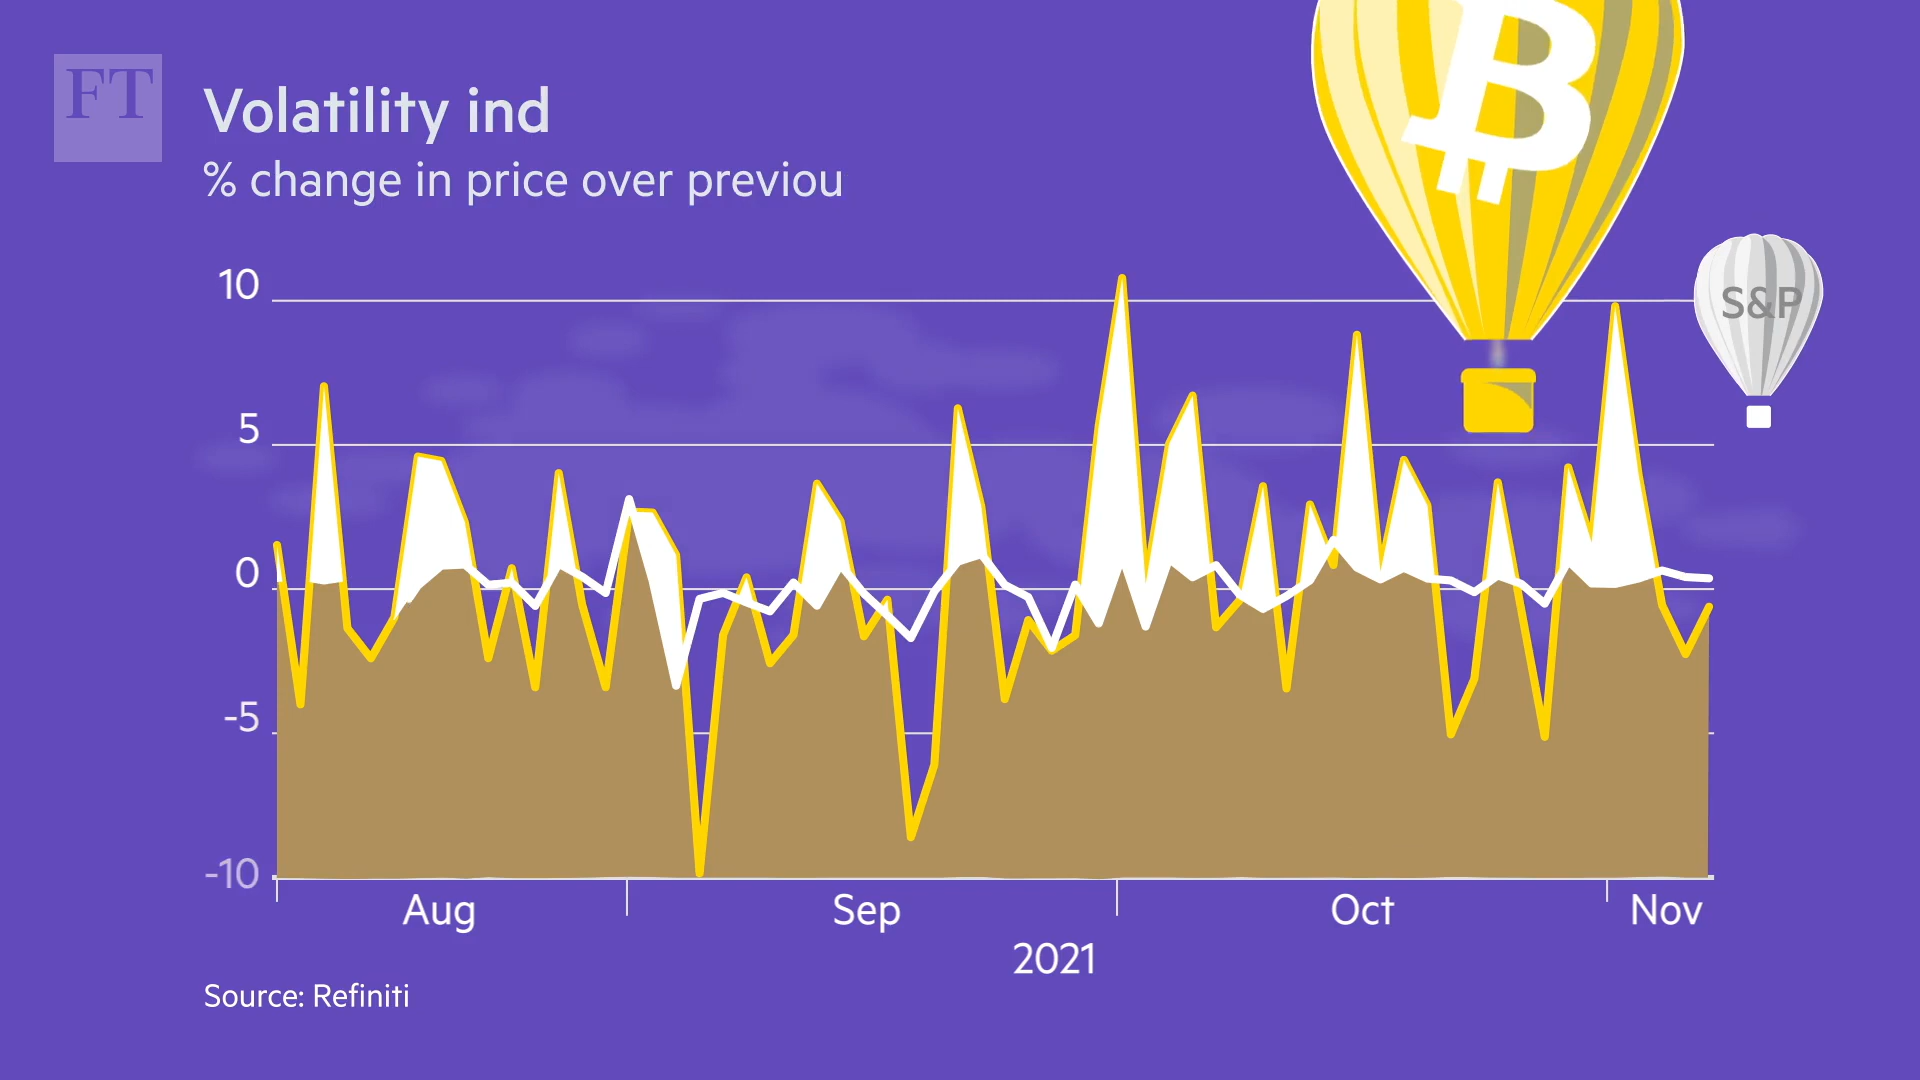 FT
Volatility ind
% change in price over previou
S&P
10
5
0
-5
-10
Aug Sep Oct Nov
2021
Source: Refiniti